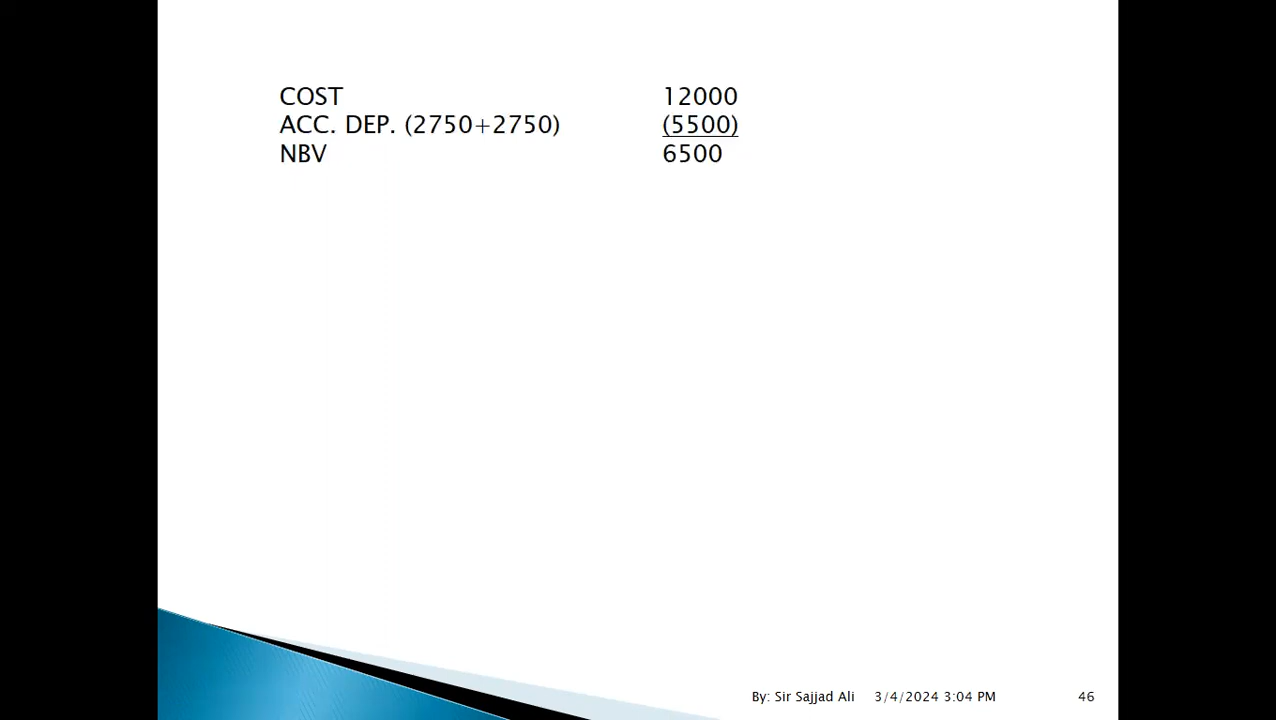 COST 12000
ACC. DEP. (2750+2750) (5500)
NBV 6500
By: Sir Sajjad Ali 3/4/2024 3:04 PM 46